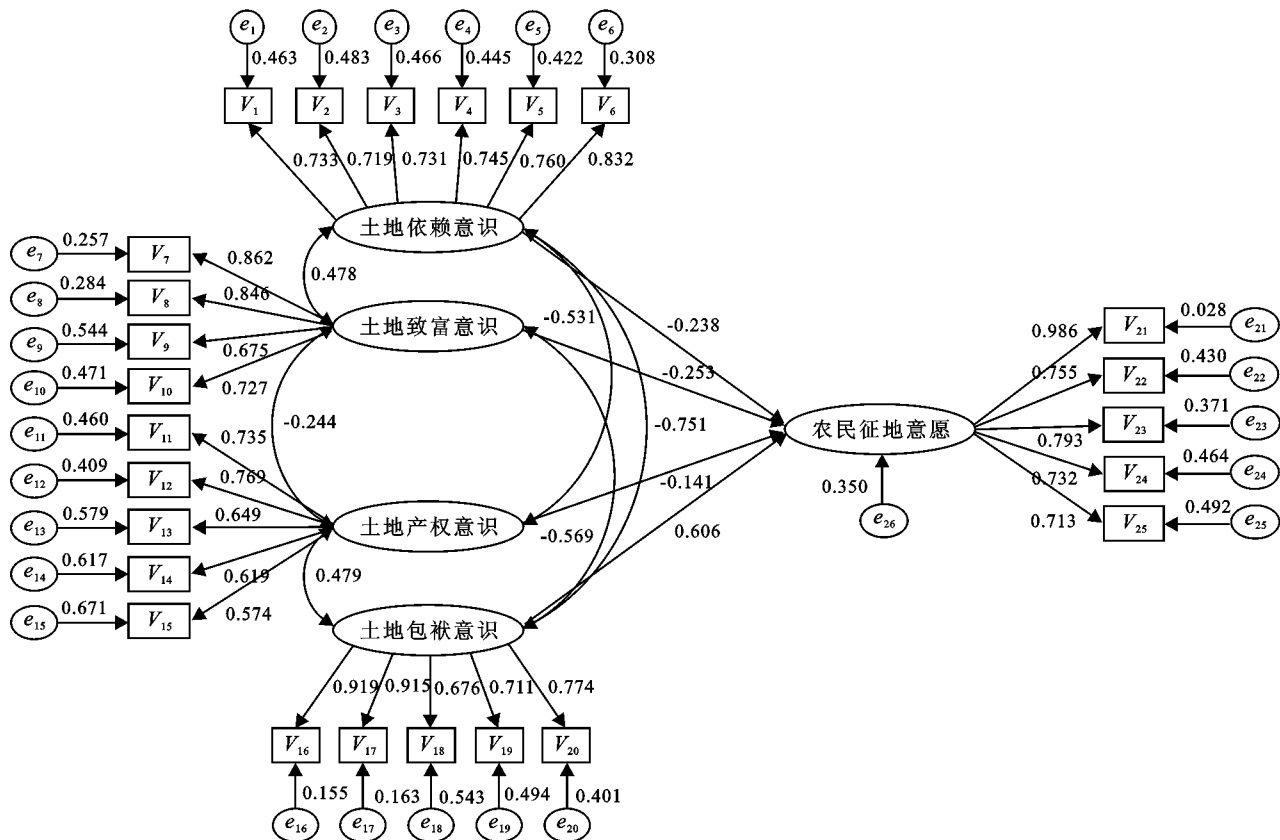 e₁ e₂ e₃ e₄ e₅ e₆
0.463 0.483 0.466 0.445 0.422 0.308
V₁ V₂ V₃ V₄ V₅ V₆
0.733 0.719 0.731 0.745 0.760 0.832
土地依赖意识
e₇ 0.257 V₇ 0.862
e₈ 0.284 V₈ 0.846
e₉ 0.544 V₉ 0.675
e₁₀ 0.471 V₁₀ 0.727
0.478
土地致富意识
-0.531
-0.238
-0.253
-0.244
-0.751
e₁₁ 0.460 V₁₁ 0.735
e₁₂ 0.409 V₁₂ 0.769
e₁₃ 0.579 V₁₃ 0.649
e₁₄ 0.617 V₁₄ 0.619
e₁₅ 0.671 V₁₅ 0.574
土地产权意识
-0.141
-0.569
0.606
0.479
土地包袱意识
0.919 0.915 0.676 0.711 0.774
V₁₆ V₁₇ V₁₈ V₁₉ V₂₀
0.155 0.163 0.543 0.494 0.401
e₁₆ e₁₇ e₁₈ e₁₉ e₂₀
农民征地意愿
0.350
e₂₆
0.986 V₂₁ 0.028 e₂₁
0.755 V₂₂ 0.430 e₂₂
0.793 V₂₃ 0.371 e₂₃
0.732 V₂₄ 0.464 e₂₄
0.713 V₂₅ 0.492 e₂₅